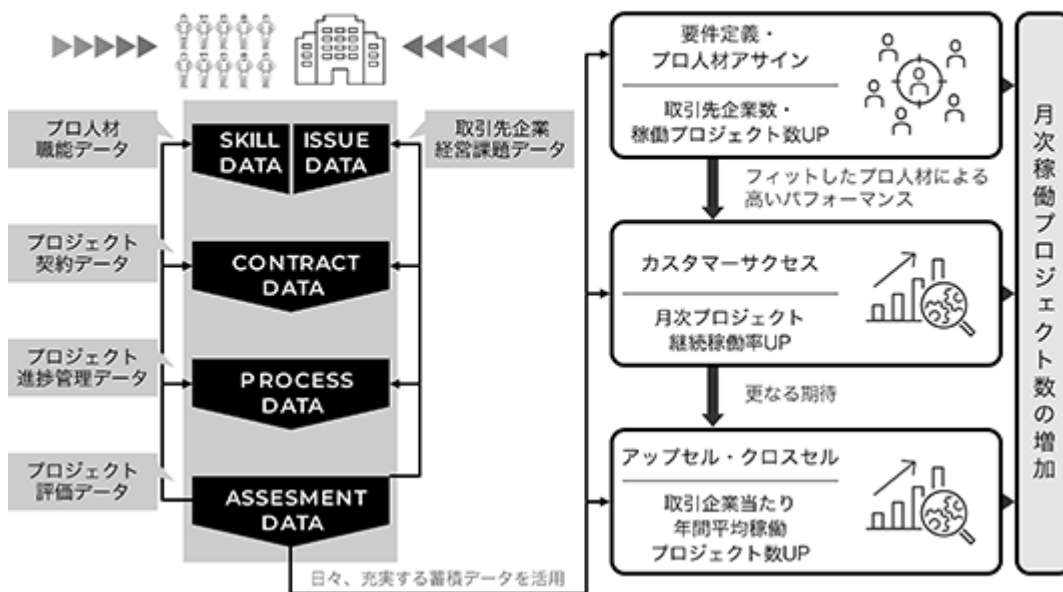 プロ人材
職能データ
SKILL
DATA
ISSUE
DATA
取引先企業
経営課題データ
プロジェクト
契約データ
CONTRACT
DATA
プロジェクト
進捗管理データ
PROCESS
DATA
プロジェクト
評価データ
ASSESMENT
DATA
日々、充実する蓄積データを活用
要件定義・
プロ人材アサイン
取引先企業数・
稼働プロジェクト数UP
フィットしたプロ人材による
高いパフォーマンス
カスタマーサクセス
月次プロジェクト
継続稼働率UP
更なる期待
アップセル・クロスセル
取引企業当たり
年間平均稼働
プロジェクト数UP
月次稼働プロジェクト数の増加